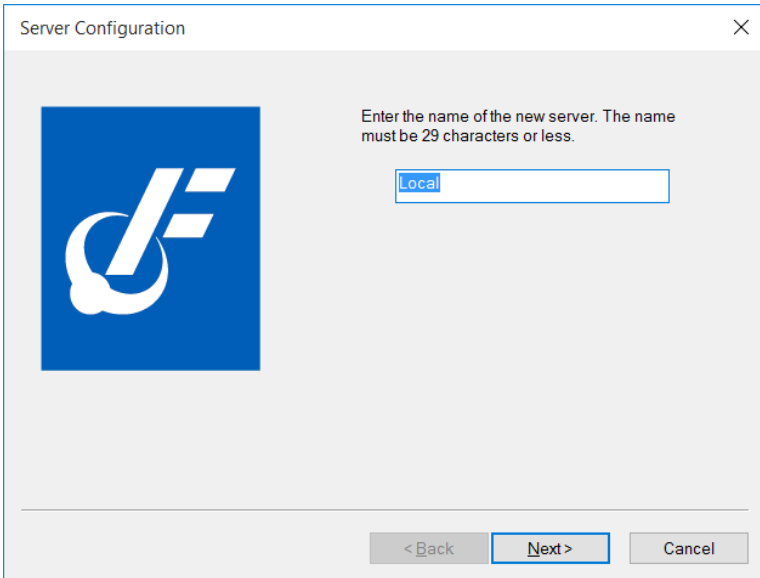 Server Configuration
Enter the name of the new server. The name
must be 29 characters or less.
Local
< Back
Next >
Cancel